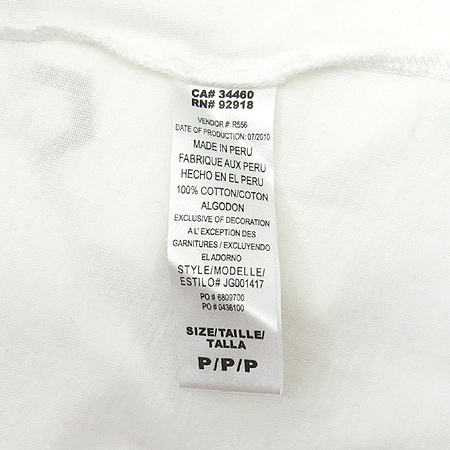 CA# 34460
RN# 92918
VENDOR #: R556
DATE OF PRODUCTION: 07/2010
MADE IN PERU
FABRIQUE AUX PERU
HECHO EN EL PERU
100% COTTON/COTON
ALGODON
EXCLUSIVE OF DECORATION
A L' EXCEPTION DES
GARNITURES / EXCLUYENDO
ELADORNO
STYLE/MODELLE/
ESTILO# JG001417
PO # 6809700
PO # 0436100
SIZE/TAILLE/
TALLA
P/P/P